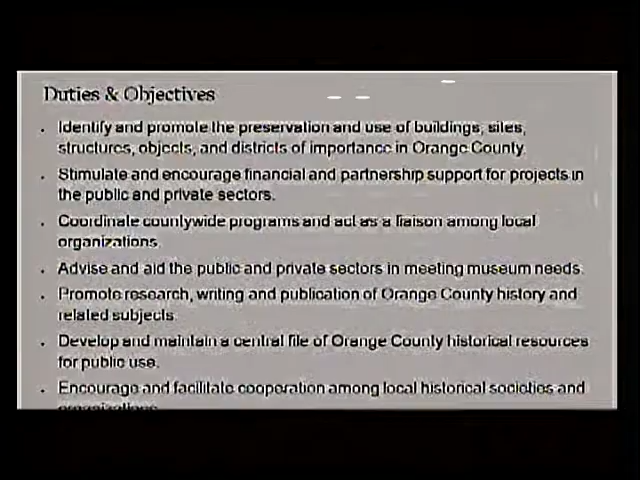 Duties & Objectives
• Identify and promote the preservation and use of buildings, sites,
structures, objects, and districts of importance in Orange County.
• Stimulate and encourage financial and partnership support for projects in
the public and private sectors.
• Coordinate countywide programs and act as a liaison among local
organizations.
• Advise and aid the public and private sectors in meeting museum needs.
• Promote research, writing and publication of Orange County history and
related subjects.
• Develop and maintain a central file of Orange County historical resources
for public use.
• Encourage and facilitate cooperation among local historical societies and
organizations.